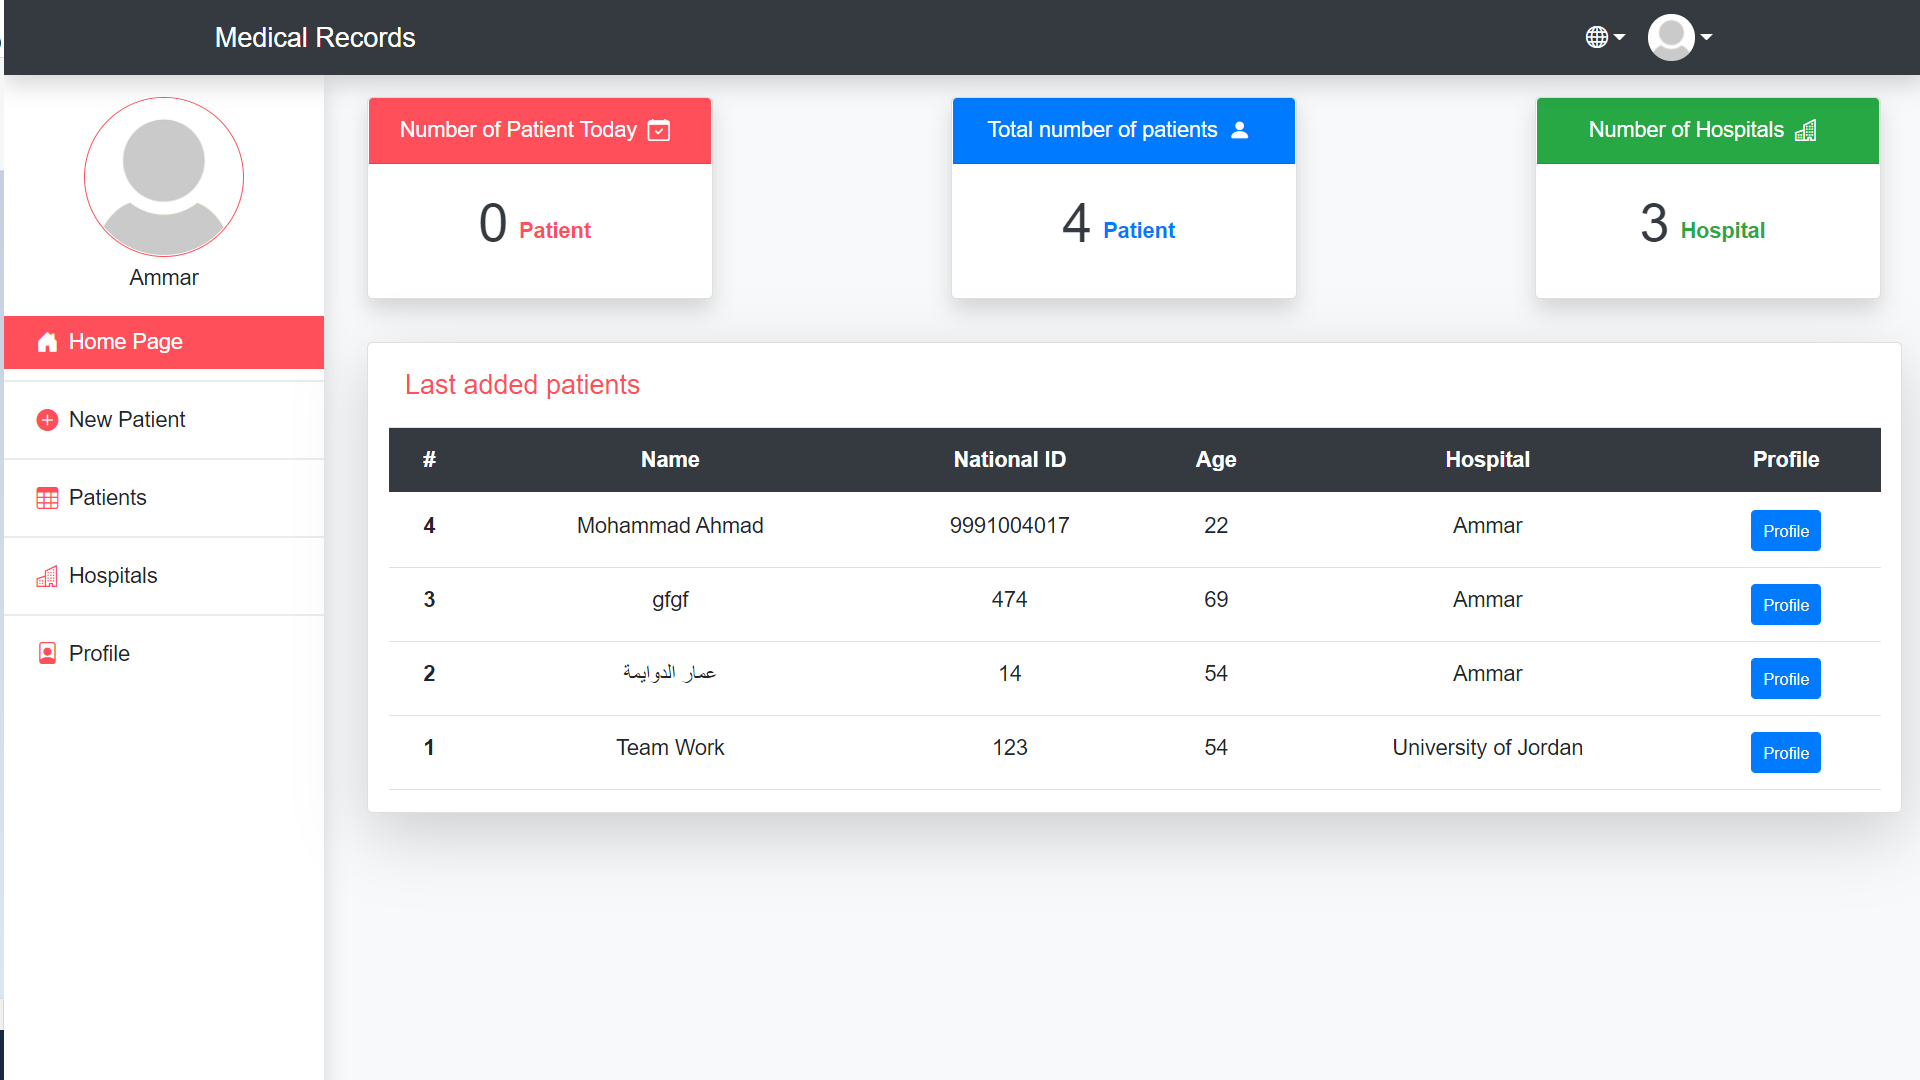 Medical Records
Ammar
Home Page
New Patient
Patients
Hospitals
Profile
Number of Patient Today
0 Patient
Total number of patients
4 Patient
Number of Hospitals
3 Hospital
Last added patients
# Name National ID Age Hospital Profile
4 Mohammad Ahmad 9991004017 22 Ammar Profile
3 gfgf 474 69 Ammar Profile
2 عمار الدوايمة 14 54 Ammar Profile
1 Team Work 123 54 University of Jordan Profile